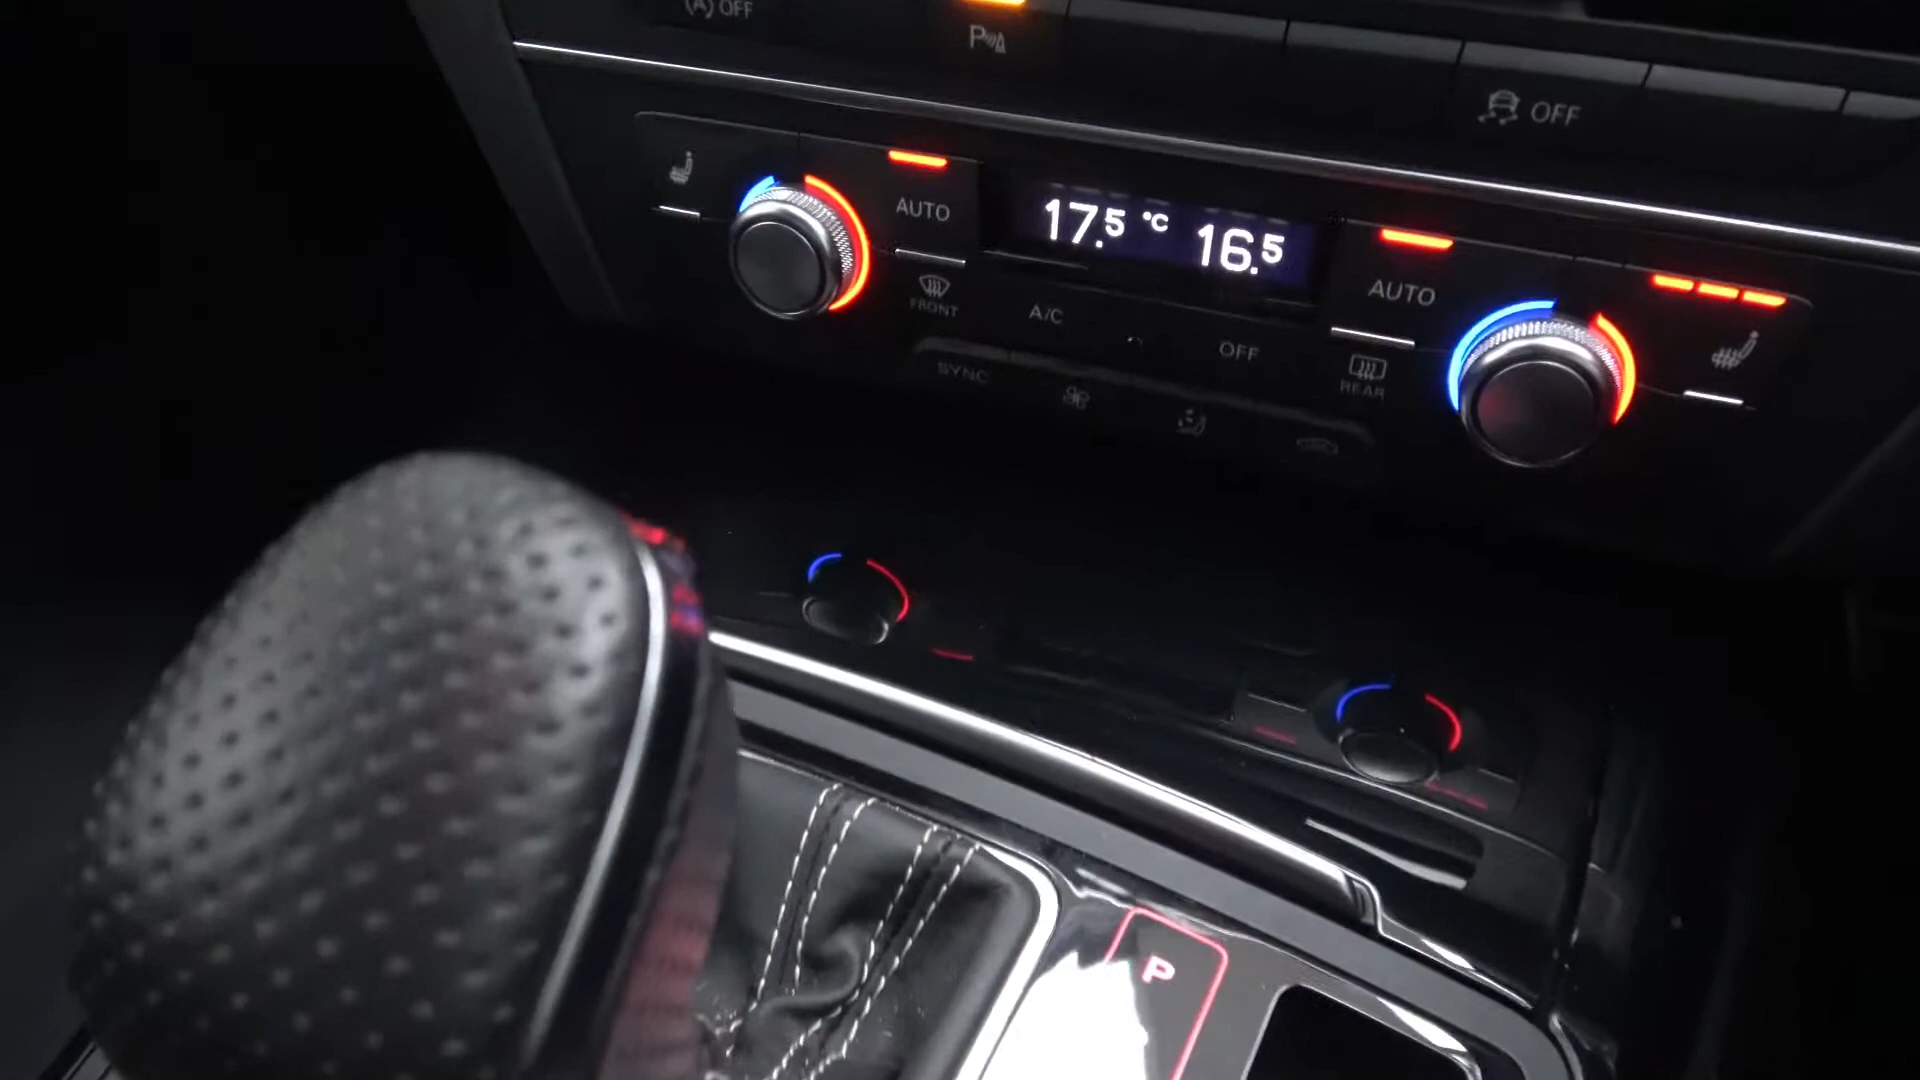 (A) OFF
P
OFF
AUTO
17.5 °C 16.5
AUTO
FRONT
A/C
OFF
REAR
SYNC
P